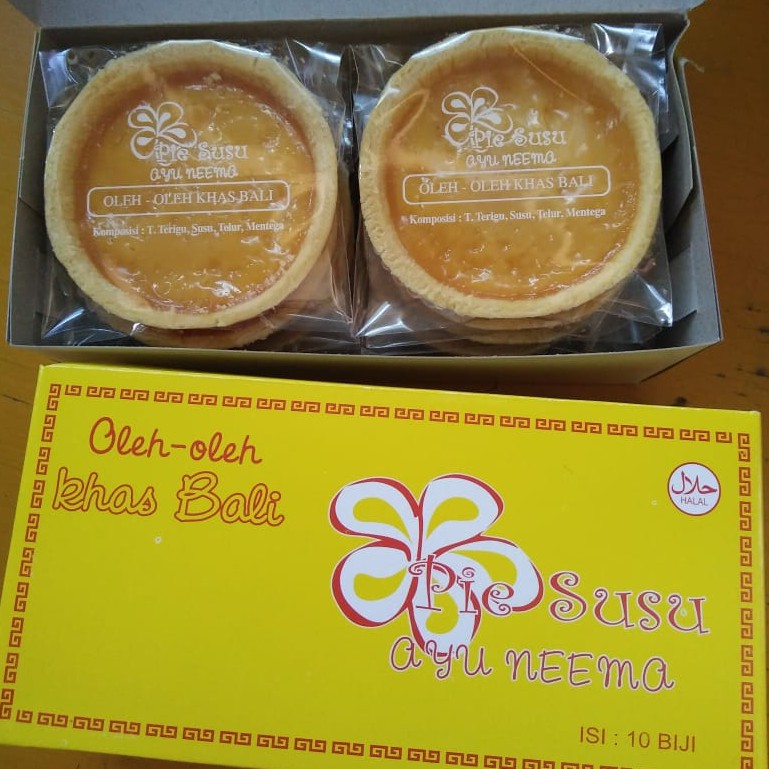 Pie Susu
AYU NEEMA
OLEH - OLEH KHAS BALI
Komposisi : T. Terigu, Susu, Telur, Mentega
Pie Susu
AYU NEEMA
OLEH - OLEH KHAS BALI
Komposisi : T. Terigu, Susu, Telur, Mentega
Oleh-oleh
khas Bali
حلال
HALAL
Pie Susu
AYU NEEMA
ISI : 10 BIJI